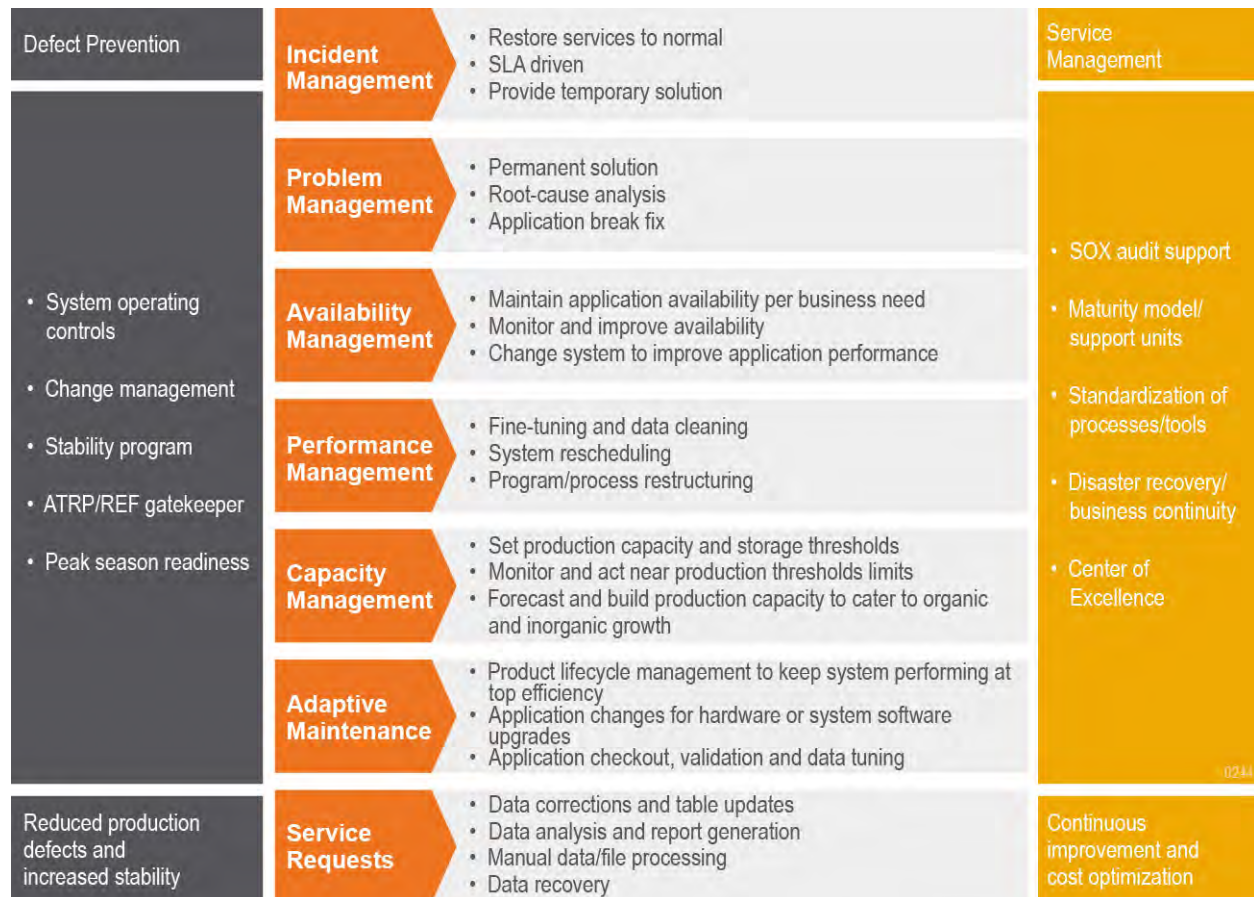 Defect Prevention
• System operating
controls
• Change management
• Stability program
• ATRP/REF gatekeeper
• Peak season readiness
Reduced production
defects and
increased stability
Incident
Management
• Restore services to normal
• SLA driven
• Provide temporary solution
Problem
Management
• Permanent solution
• Root-cause analysis
• Application break fix
Availability
Management
• Maintain application availability per business need
• Monitor and improve availability
• Change system to improve application performance
Performance
Management
• Fine-tuning and data cleaning
• System rescheduling
• Program/process restructuring
Capacity
Management
• Set production capacity and storage thresholds
• Monitor and act near production thresholds limits
• Forecast and build production capacity to cater to organic
and inorganic growth
Adaptive
Maintenance
• Product lifecycle management to keep system performing at
top efficiency
• Application changes for hardware or system software
upgrades
• Application checkout, validation and data tuning
Service
Requests
• Data corrections and table updates
• Data analysis and report generation
• Manual data/file processing
• Data recovery
Service
Management
• SOX audit support
• Maturity model/
support units
• Standardization of
processes/tools
• Disaster recovery/
business continuity
• Center of
Excellence
Continuous
improvement and
cost optimization